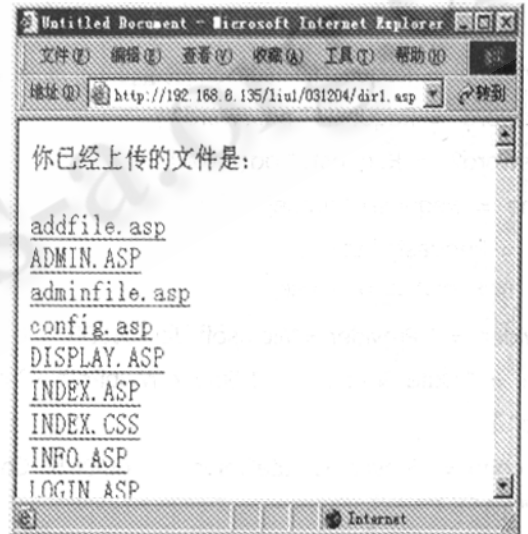 Untitled Document - Microsoft Internet Explorer
文件(F) 编辑(E) 查看(V) 收藏(A) 工具(T) 帮助(H)
地址(D) http://192.168.8.135/liu1/031204/dir1.asp 转到
你已经上传的文件是:
addfile.asp
ADMIN.ASP
adminfile.asp
config.asp
DISPLAY.ASP
INDEX.ASP
INDEX.CSS
INFO.ASP
LOGIN.ASP
Internet